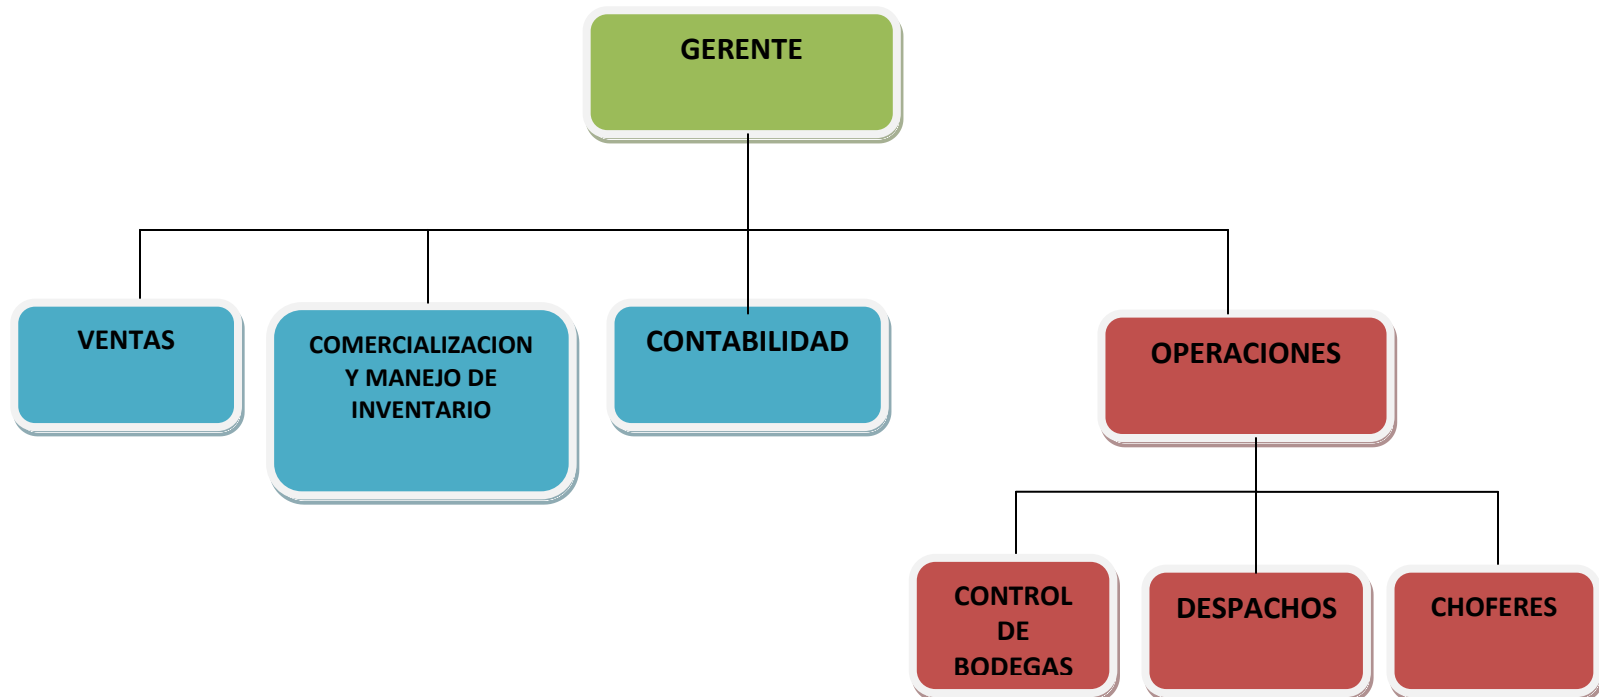 GERENTE
VENTAS
COMERCIALIZACION
Y MANEJO DE
INVENTARIO
CONTABILIDAD
OPERACIONES
CONTROL
DE
BODEGAS
DESPACHOS
CHOFERES